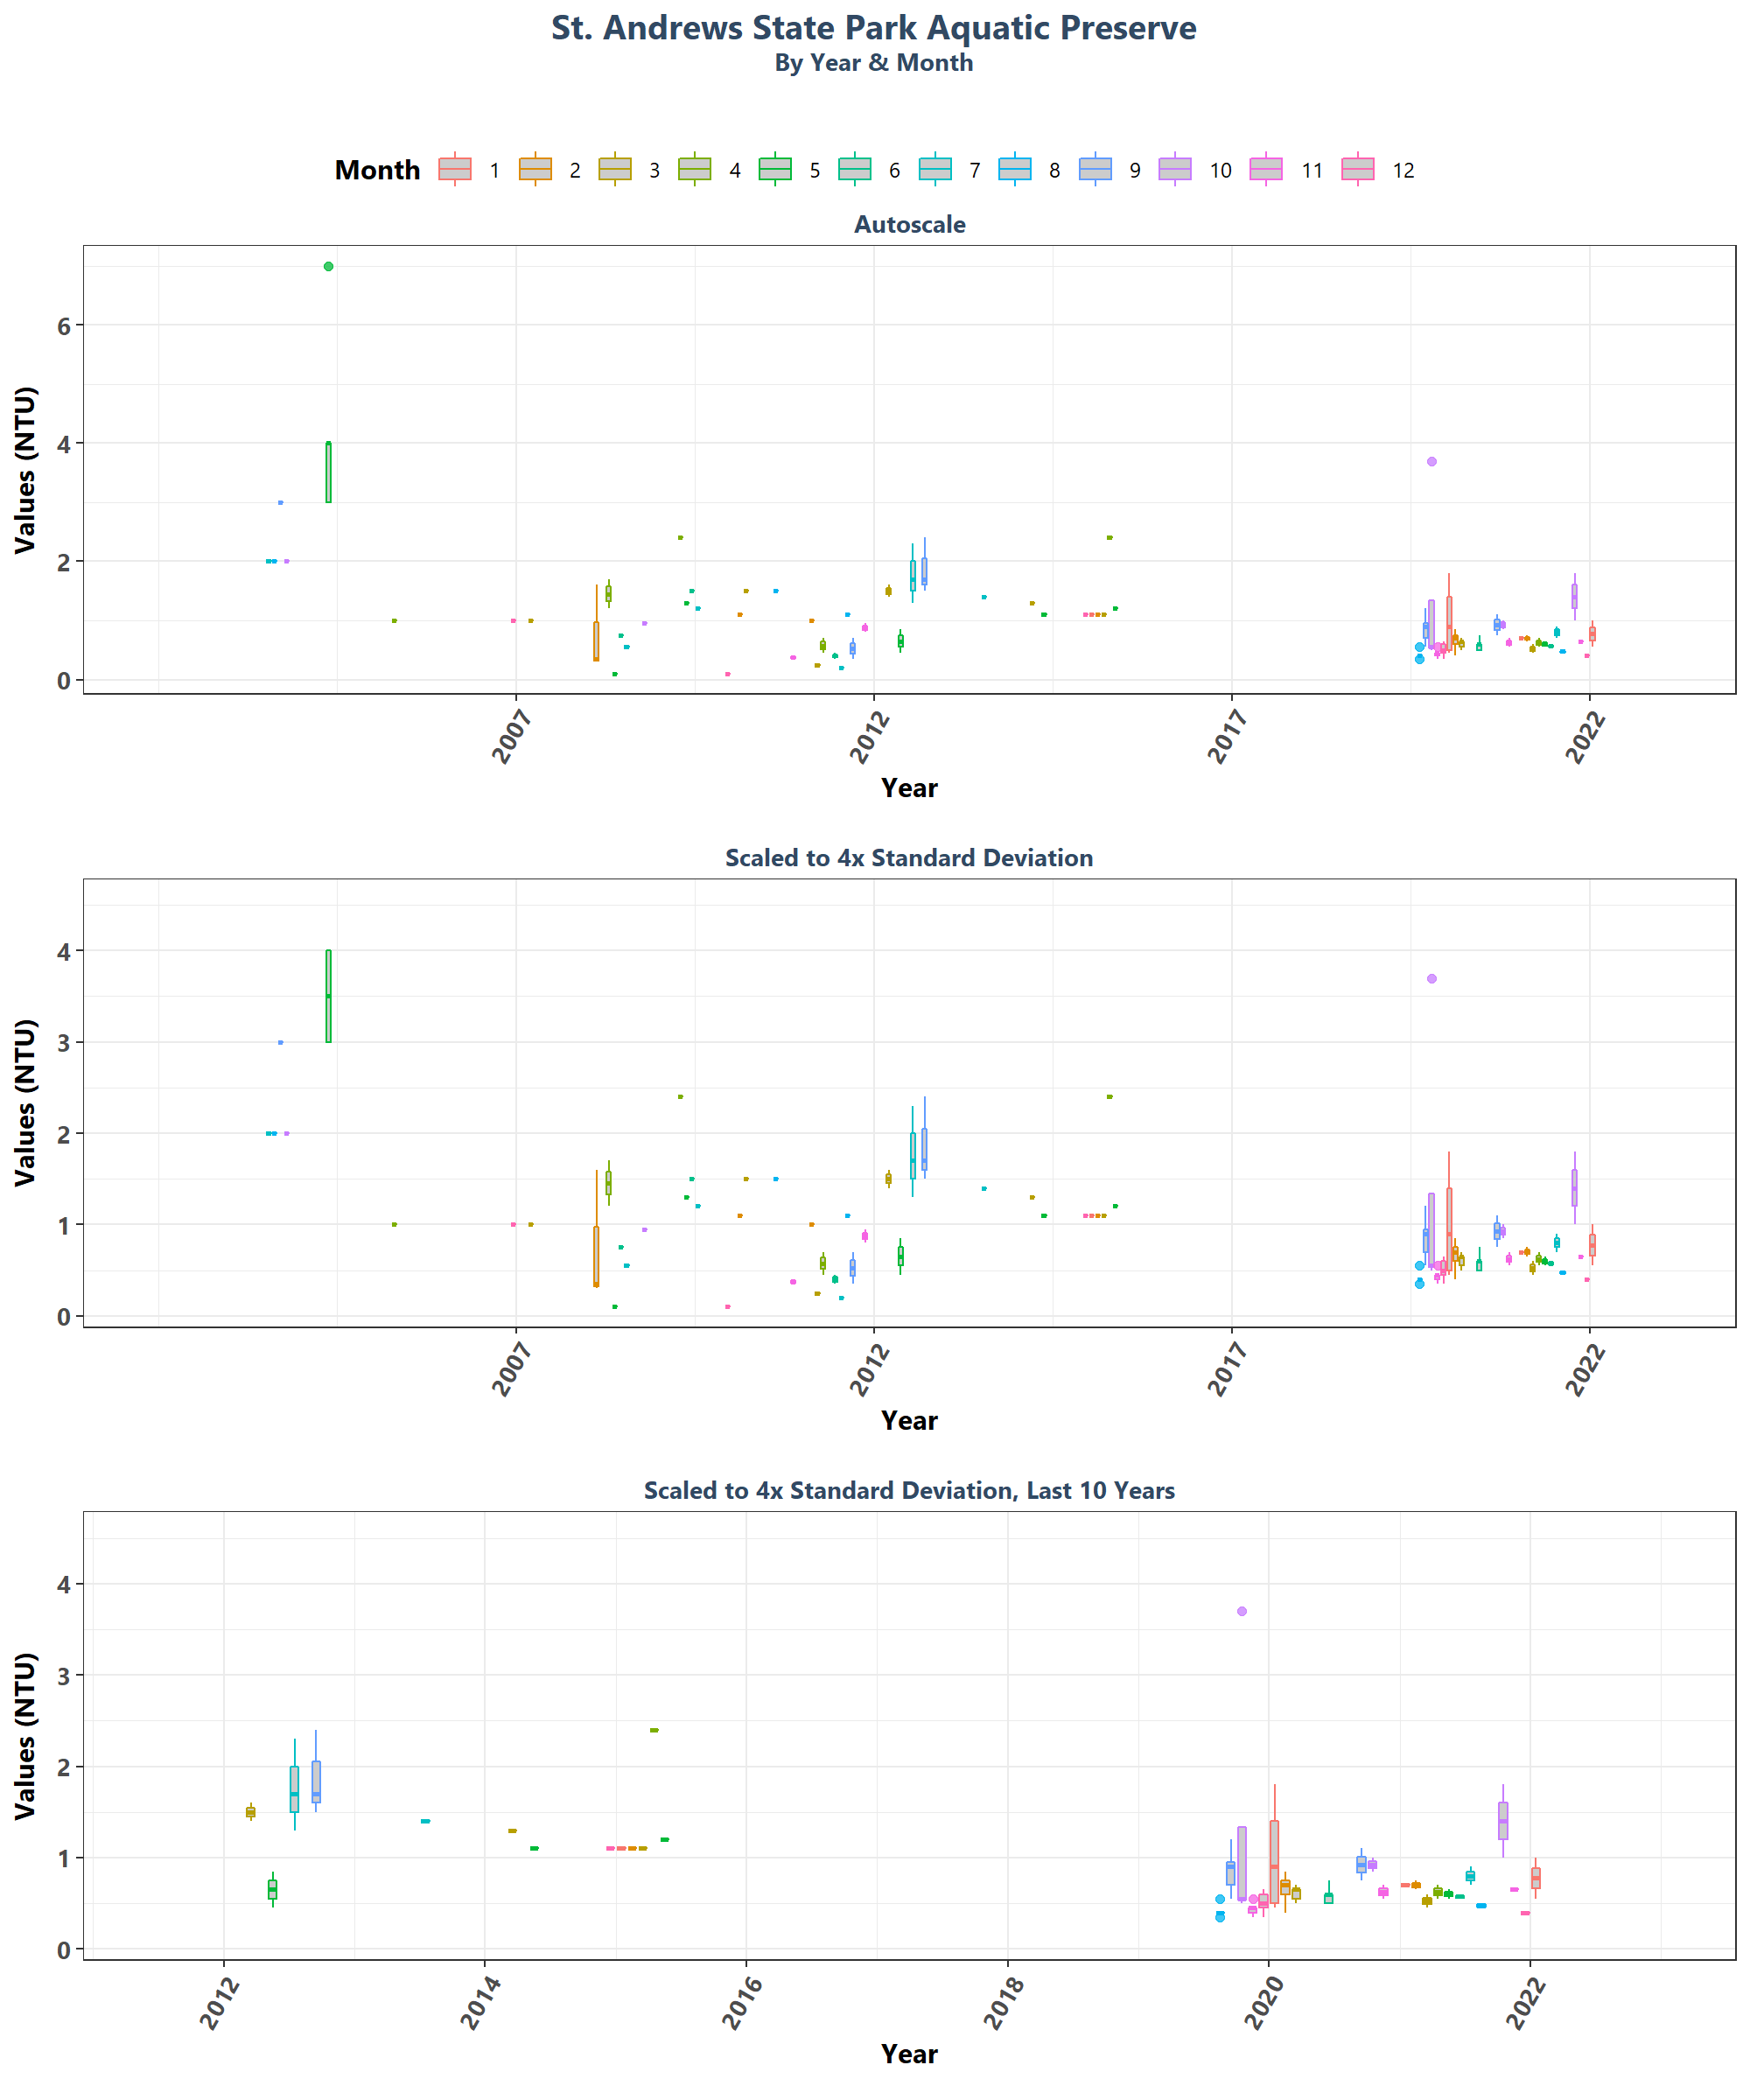 St. Andrews State Park Aquatic Preserve
By Year & Month
Month 1 2 3 4 5 6 7 8 9 10 11 12
Autoscale
Values (NTU)
6
4
2
0
2007 2012 2017 2022
Year
Scaled to 4x Standard Deviation
Values (NTU)
4
3
2
1
0
2007 2012 2017 2022
Year
Scaled to 4x Standard Deviation, Last 10 Years
Values (NTU)
4
3
2
1
0
2012 2014 2016 2018 2020 2022
Year